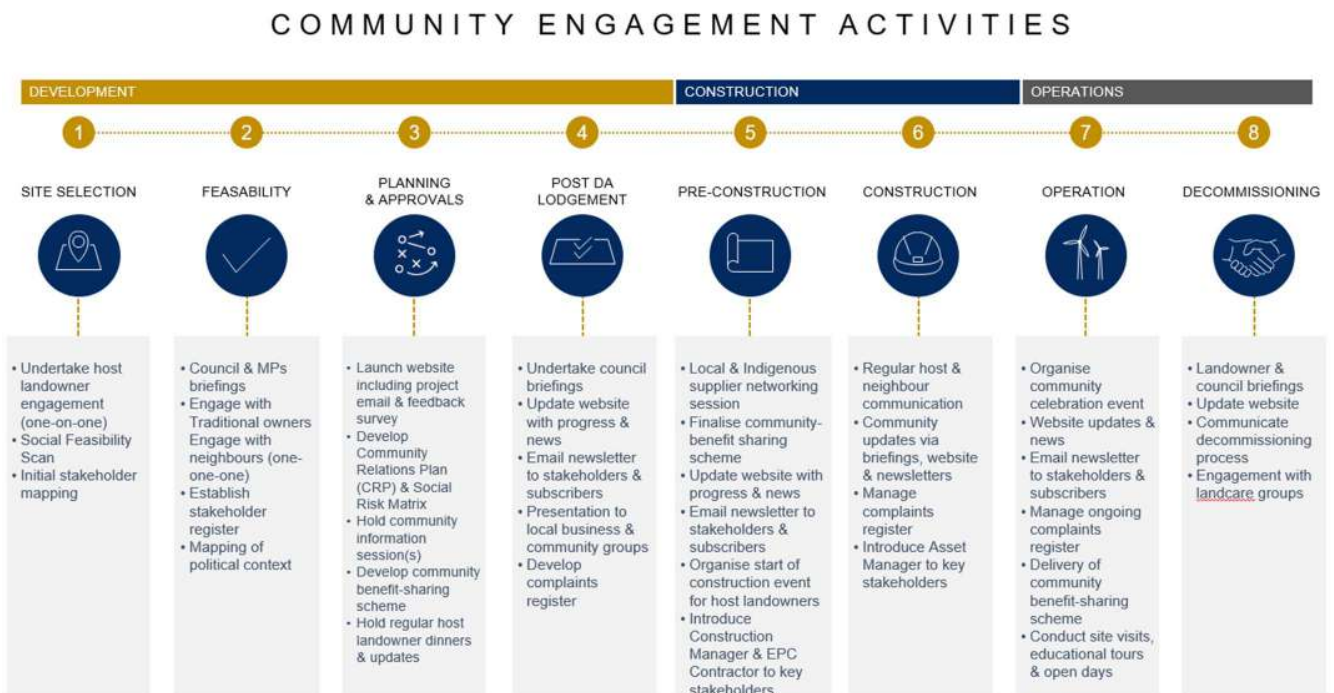 COMMUNITY ENGAGEMENT ACTIVITIES
DEVELOPMENT
CONSTRUCTION
OPERATIONS
1
2
3
4
5
6
7
8
SITE SELECTION
FEASABILITY
PLANNING
& APPROVALS
POST DA
LODGEMENT
PRE-CONSTRUCTION
CONSTRUCTION
OPERATION
DECOMMISSIONING
• Undertake host
landowner
engagement
(one-on-one)
• Social Feasibility
Scan
• Initial stakeholder
mapping
• Council & MPs
briefings
• Engage with
Traditional owners
Engage with
neighbours (one-
one-one)
• Establish
stakeholder
register
• Mapping of
political context
• Launch website
including project
email & feedback
survey
• Develop
Community
Relations Plan
(CRP) & Social
Risk Matrix
• Hold community
information
session(s)
• Develop community
benefit-sharing
scheme
• Hold regular host
landowner dinners
& updates
• Undertake council
briefings
• Update website
with progress &
news
• Email newsletter
to stakeholders &
subscribers
• Presentation to
local business &
community groups
• Develop
complaints
register
• Local & Indigenous
supplier networking
session
• Finalise community-
benefit sharing
scheme
• Update website with
progress & news
• Email newsletter to
stakeholders &
subscribers
• Organise start of
construction event
for host landowners
• Introduce
Construction
Manager & EPC
Contractor to key
stakeholders
• Regular host &
neighbour
communication
• Community
updates via
briefings, website
& newsletters
• Manage
complaints
register
• Introduce Asset
Manager to key
stakeholders
• Organise
community
celebration event
• Website updates &
news
• Email newsletter
to stakeholders &
subscribers
• Manage ongoing
complaints
register
• Delivery of
community
benefit-sharing
scheme
• Conduct site visits,
educational tours
& open days
• Landowner &
council briefings
• Update website
• Communicate
decommissioning
process
• Engagement with
landcare groups